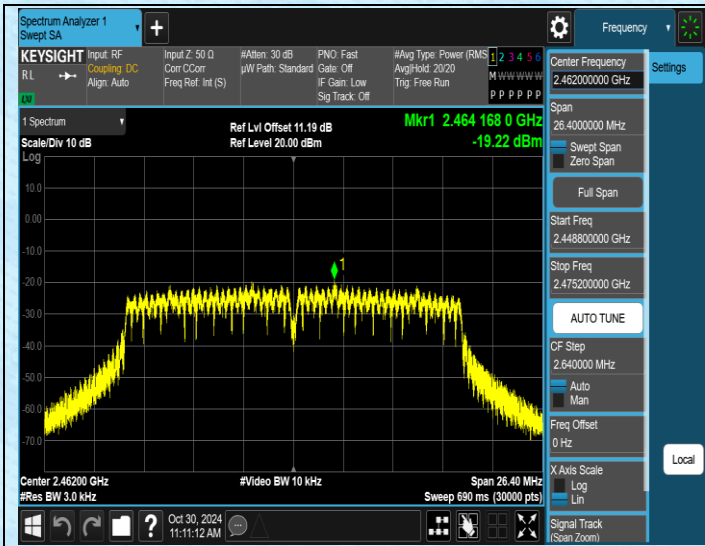 Spectrum Analyzer 1
Swept SA
+
Frequency
KEYSIGHT
RL
LXI
Input: RF
Coupling: DC
Align: Auto
Input Z: 50 Ω
Corr CCorr
Freq Ref: Int (S)
#Atten: 30 dB
µW Path: Standard
PNO: Fast
Gate: Off
IF Gain: Low
Sig Track: Off
#Avg Type: Power (RMS
Avg|Hold: 20/20
Trig: Free Run
1 2 3 4 5 6
M W W W W W
P P P P P P
1 Spectrum
Scale/Div 10 dB
Log
Ref Lvl Offset 11.19 dB
Ref Level 20.00 dBm
Mkr1 2.464 168 0 GHz
-19.22 dBm
10.0
0.00
-10.0
-20.0
-30.0
-40.0
-50.0
-60.0
-70.0
1
Center 2.46200 GHz
#Res BW 3.0 kHz
#Video BW 10 kHz
Span 26.40 MHz
Sweep 690 ms (30000 pts)
?
Oct 30, 2024
11:11:12 AM
Center Frequency
2.462000000 GHz
Span
26.4000000 MHz
Swept Span
Zero Span
Full Span
Start Freq
2.448800000 GHz
Stop Freq
2.475200000 GHz
AUTO TUNE
CF Step
2.640000 MHz
Auto
Man
Freq Offset
0 Hz
X Axis Scale
Log
Lin
Signal Track
(Span Zoom)
Settings
Local